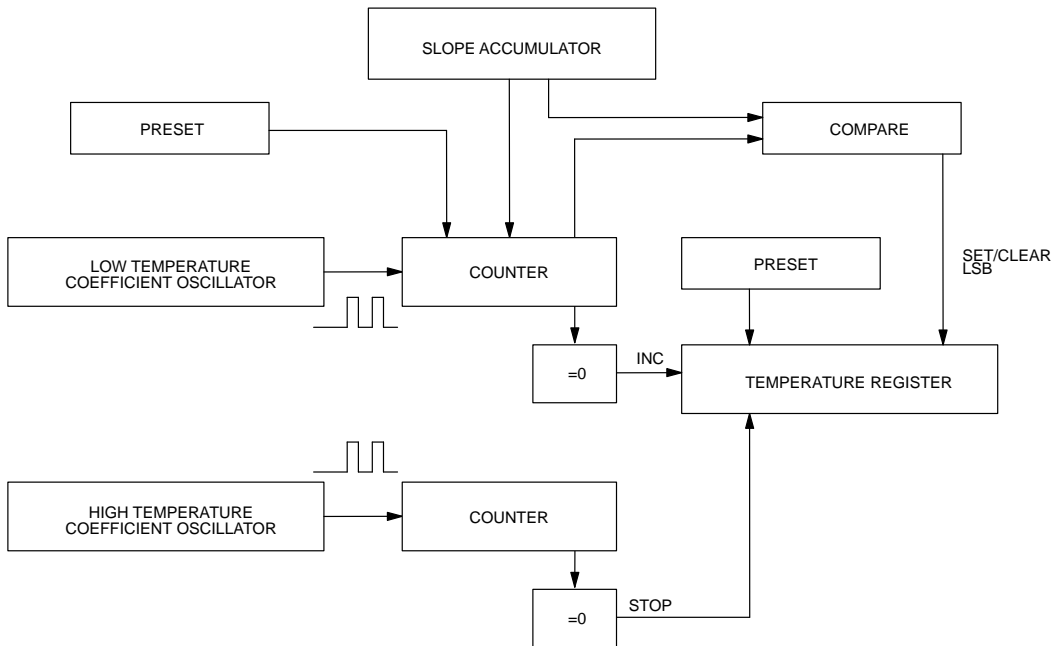 SLOPE ACCUMULATOR
PRESET
COMPARE
LOW TEMPERATURE
COEFFICIENT OSCILLATOR
COUNTER
PRESET
SET/CLEAR
LSB
=0
INC
TEMPERATURE REGISTER
HIGH TEMPERATURE
COEFFICIENT OSCILLATOR
COUNTER
=0
STOP